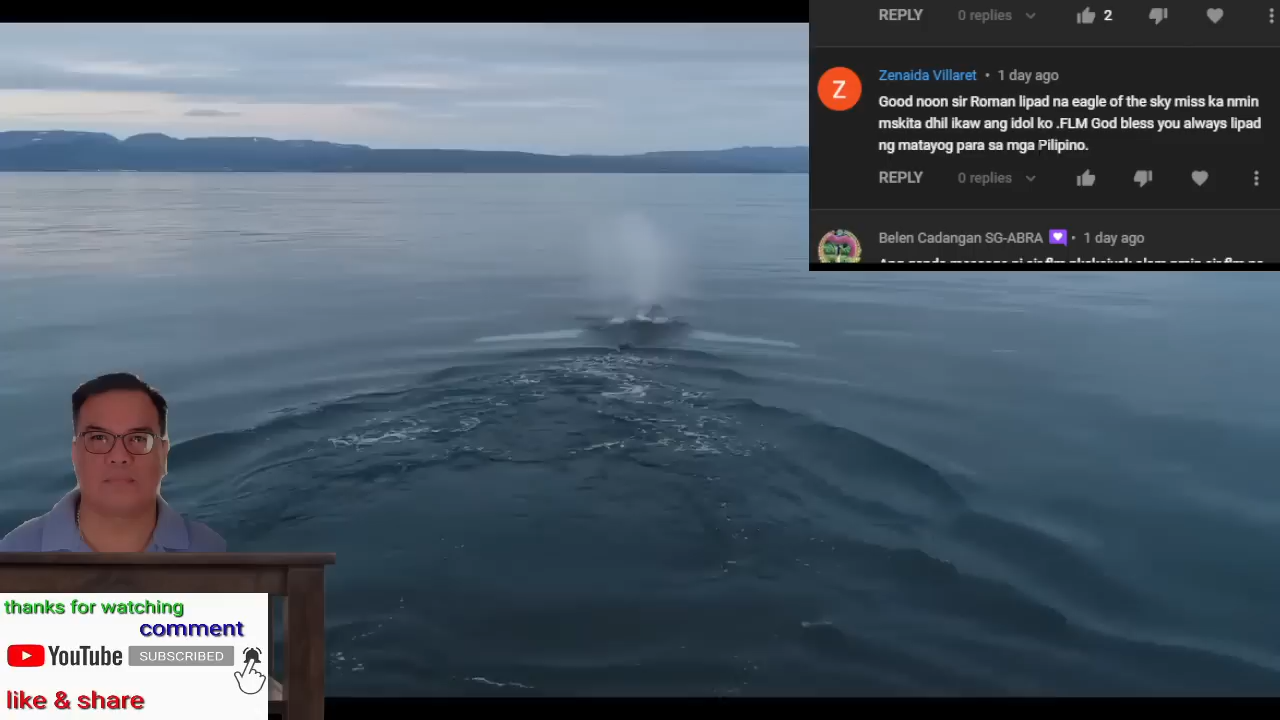 REPLY 0 replies 2
Z
Zenaida Villaret • 1 day ago
Good noon sir Roman lipad na eagle of the sky miss ka nmin
mskita dhil ikaw ang idol ko .FLM God bless you always lipad
ng matayog para sa mga Pilipino.
REPLY 0 replies
Belen Cadangan SG-ABRA • 1 day ago
thanks for watching
comment
YouTube SUBSCRIBED
like & share